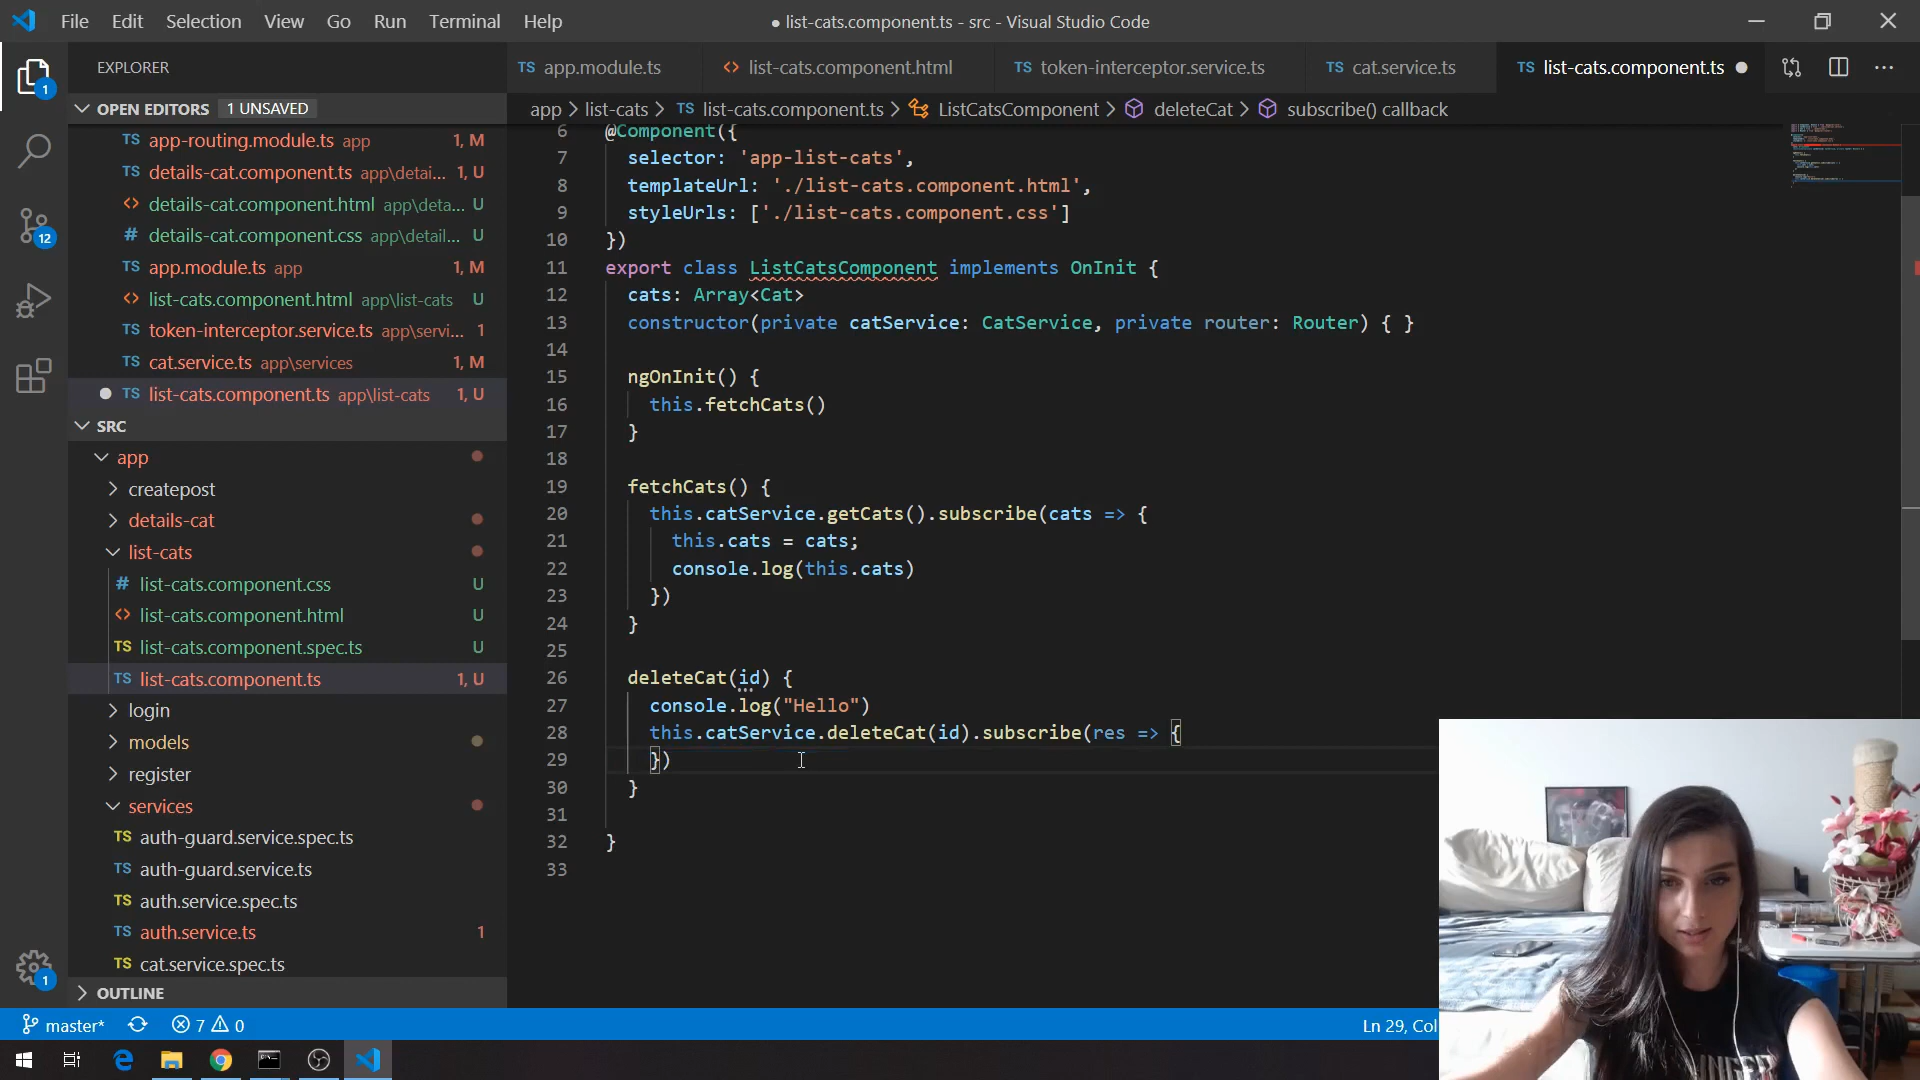 File Edit Selection View Go Run Terminal Help
● list-cats.component.ts - src - Visual Studio Code
EXPLORER
TS app.module.ts
<> list-cats.component.html
TS token-interceptor.service.ts
TS cat.service.ts
TS list-cats.component.ts
OPEN EDITORS 1 UNSAVED
app > list-cats > TS list-cats.component.ts > ListCatsComponent > deleteCat > subscribe() callback
1
12
1
TS app-routing.module.ts app 1, M
TS details-cat.component.ts app\detai... 1, U
<> details-cat.component.html app\deta... U
# details-cat.component.css app\detail... U
TS app.module.ts app 1, M
<> list-cats.component.html app\list-cats U
TS token-interceptor.service.ts app\servi... 1
TS cat.service.ts app\services 1, M
● TS list-cats.component.ts app\list-cats 1, U
SRC
app
createpost
details-cat
list-cats
# list-cats.component.css U
<> list-cats.component.html U
TS list-cats.component.spec.ts U
TS list-cats.component.ts 1, U
login
models
register
services
TS auth-guard.service.spec.ts
TS auth-guard.service.ts
TS auth.service.spec.ts
TS auth.service.ts 1
TS cat.service.spec.ts
OUTLINE
6 @Component({
7 selector: 'app-list-cats',
8 templateUrl: './list-cats.component.html',
9 styleUrls: ['./list-cats.component.css']
10 })
11 export class ListCatsComponent implements OnInit {
12 cats: Array<Cat>
13 constructor(private catService: CatService, private router: Router) { }
14
15 ngOnInit() {
16 this.fetchCats()
17 }
18
19 fetchCats() {
20 this.catService.getCats().subscribe(cats => {
21 this.cats = cats;
22 console.log(this.cats)
23 })
24 }
25
26 deleteCat(id) {
27 console.log("Hello")
28 this.catService.deleteCat(id).subscribe(res => {
29 })
30 }
31
32 }
33
master* 7 0
Ln 29, Col